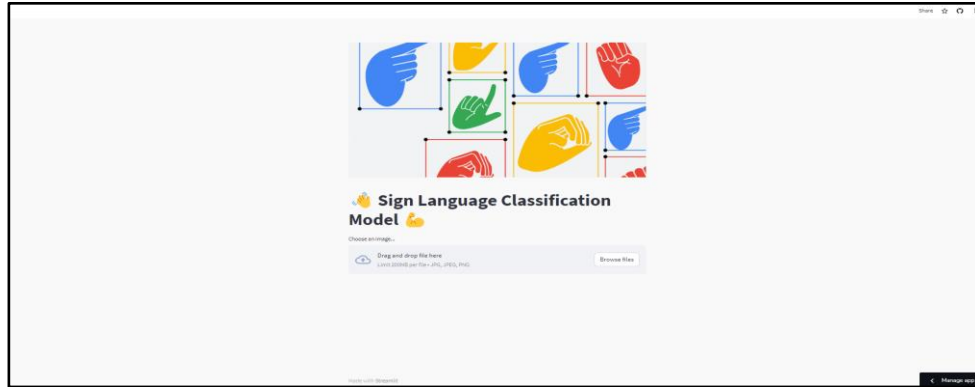 Share
👋 Sign Language Classification
Model 💪
Choose an image...
Drag and drop file here
Limit 200MB per file • JPG, JPEG, PNG
Browse files
made with Streamlit
< Manage app